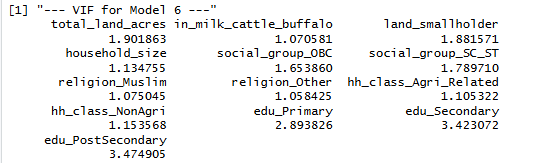 [1] "--- VIF for Model 6 ---"
total_land_acres in_milk_cattle_buffalo land_smallholder
1.901863 1.070581 1.881571
household_size social_group_OBC social_group_SC_ST
1.134755 1.653860 1.789710
religion_Muslim religion_Other hh_class_Agri_Related
1.075045 1.058425 1.105322
hh_class_NonAgri edu_Primary edu_Secondary
1.153568 2.893826 3.423072
edu_PostSecondary
3.474905